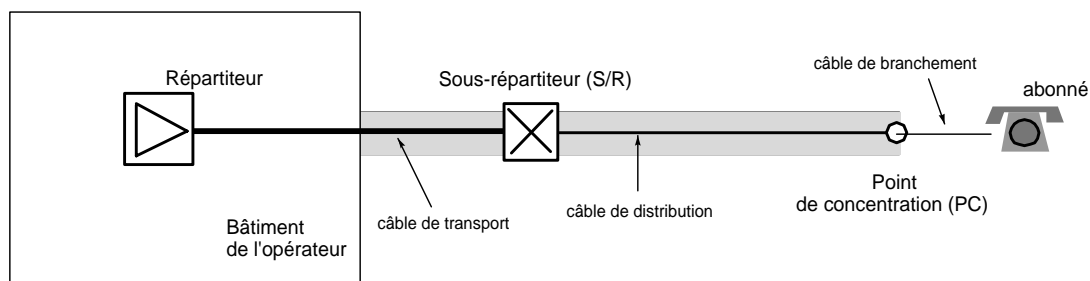 Répartiteur
Sous-répartiteur (S/R)
câble de branchement
abonné
câble de transport
câble de distribution
Point
de concentration (PC)
Bâtiment
de l'opérateur